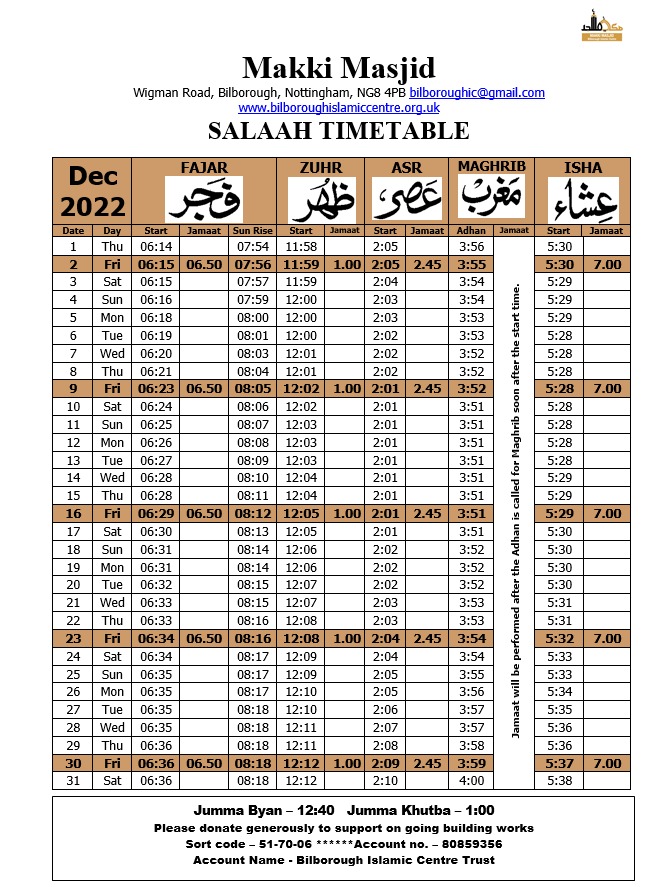 Makki Masjid
Wigman Road, Bilborough, Nottingham, NG8 4PB bilboroughic@gmail.com
www.bilboroughislamiccentre.org.uk
SALAAH TIMETABLE
Dec 2022 FAJAR ZUHR ASR MAGHRIB ISHA
فَجَر ظهَر عَصر مَغرب عِشاء
Date Day Start Jamaat Sun Rise Start Jamaat Start Jamaat Adhan Jamaat Start Jamaat
1 Thu 06:14 07:54 11:58 2:05 3:56 5:30
2 Fri 06:15 06.50 07:56 11:59 1.00 2:05 2.45 3:55 5:30 7.00
3 Sat 06:15 07:57 11:59 2:04 3:54 5:29
4 Sun 06:16 07:59 12:00 2:03 3:54 5:29
5 Mon 06:18 08:00 12:00 2:03 3:53 5:29
6 Tue 06:19 08:01 12:00 2:02 3:53 5:28
7 Wed 06:20 08:03 12:01 2:02 3:52 5:28
8 Thu 06:21 08:04 12:01 2:02 3:52 5:28
9 Fri 06:23 06.50 08:05 12:02 1.00 2:01 2.45 3:52 5:28 7.00
10 Sat 06:24 08:06 12:02 2:01 3:51 5:28
11 Sun 06:25 08:07 12:03 2:01 3:51 5:28
12 Mon 06:26 08:08 12:03 2:01 3:51 5:28
13 Tue 06:27 08:09 12:03 2:01 3:51 5:28
14 Wed 06:28 08:10 12:04 2:01 3:51 5:29
15 Thu 06:28 08:11 12:04 2:01 3:51 5:29
16 Fri 06:29 06.50 08:12 12:05 1.00 2:01 2.45 3:51 5:29 7.00
17 Sat 06:30 08:13 12:05 2:01 3:51 5:30
18 Sun 06:31 08:14 12:06 2:02 3:52 5:30
19 Mon 06:31 08:14 12:06 2:02 3:52 5:30
20 Tue 06:32 08:15 12:07 2:02 3:52 5:30
21 Wed 06:33 08:15 12:07 2:03 3:53 5:31
22 Thu 06:33 08:16 12:08 2:03 3:53 5:31
23 Fri 06:34 06.50 08:16 12:08 1.00 2:04 2.45 3:54 5:32 7.00
24 Sat 06:34 08:17 12:09 2:04 3:54 5:33
25 Sun 06:35 08:17 12:09 2:05 3:55 5:33
26 Mon 06:35 08:17 12:10 2:05 3:56 5:34
27 Tue 06:35 08:18 12:10 2:06 3:57 5:35
28 Wed 06:35 08:18 12:11 2:07 3:57 5:36
29 Thu 06:36 08:18 12:11 2:08 3:58 5:36
30 Fri 06:36 06.50 08:18 12:12 1.00 2:09 2.45 3:59 5:37 7.00
31 Sat 06:36 08:18 12:12 2:10 4:00 5:38
Jamaat will be performed after the Adhan is called for Maghrib soon after the start time.
Jumma Byan – 12:40 Jumma Khutba – 1:00
Please donate generously to support on going building works
Sort code – 51-70-06 ******Account no. – 80859356
Account Name - Bilborough Islamic Centre Trust